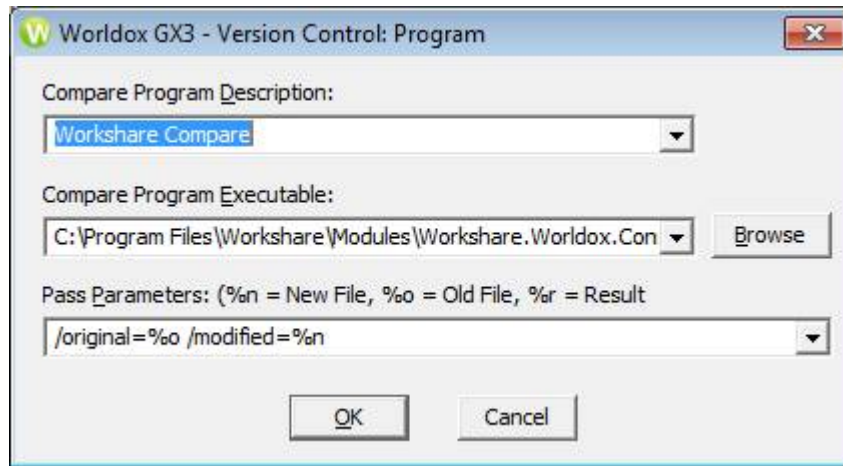 W Worldox GX3 - Version Control: Program
Compare Program Description:
Workshare Compare
Compare Program Executable:
C:\Program Files\Workshare\Modules\Workshare.Worldox.Con Browse
Pass Parameters: (%n = New File, %o = Old File, %r = Result
/original=%o /modified=%n
OK Cancel